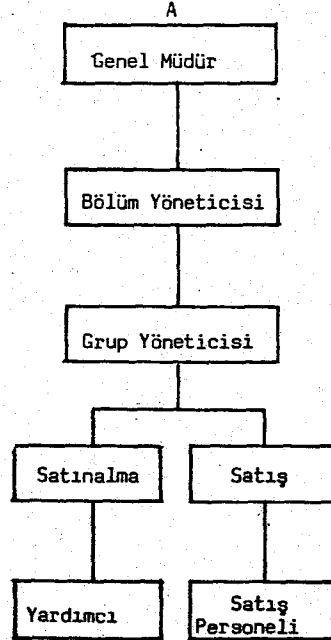 A
Genel Müdür
Bölüm Yöneticisi
Grup Yöneticisi
Satınalma
Satış
Yardımcı
Satış
Personeli